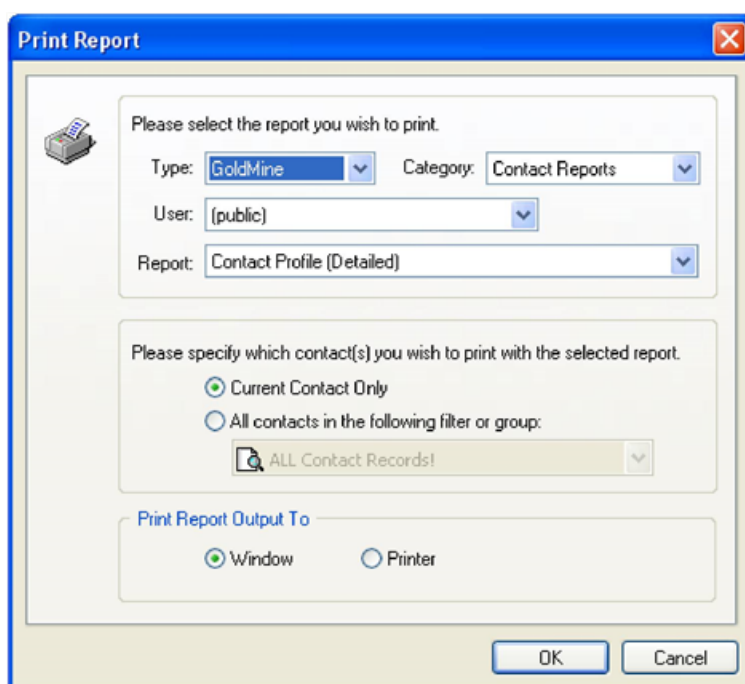 Print Report
Please select the report you wish to print.
Type: GoldMine Category: Contact Reports
User: (public)
Report: Contact Profile (Detailed)
Please specify which contact(s) you wish to print with the selected report.
Current Contact Only
All contacts in the following filter or group:
ALL Contact Records!
Print Report Output To
Window Printer
OK Cancel